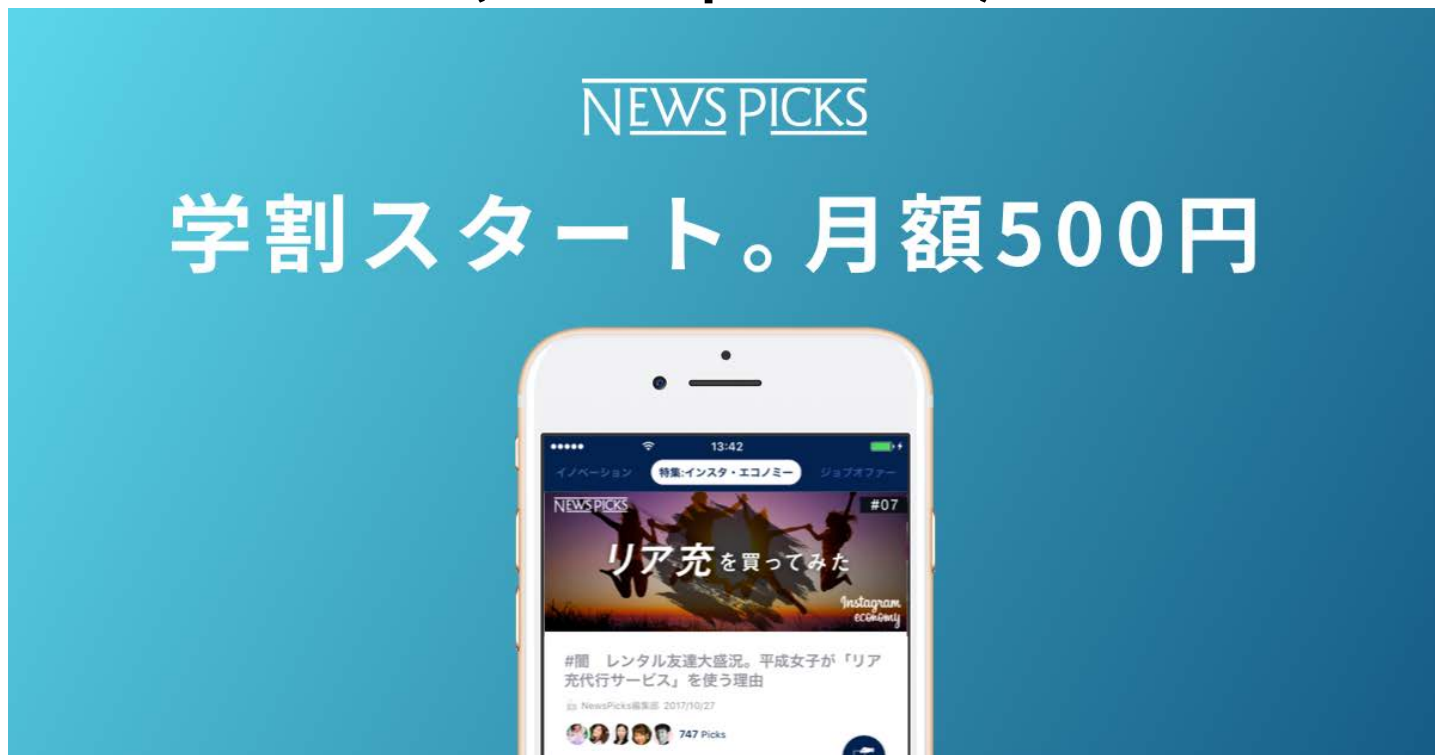 NEWSPICKS
学割スタート。月額500円
13:42
イノベーション 特集:インスタ・エコノミー ジョブオファー
NEWSPICKS #07
リア充を買ってみた
Instagram
economy
#闇 レンタル友達大盛況。平成女子が「リア
充代行サービス」を使う理由
NewsPicks編集部 2017/10/27
747 Picks